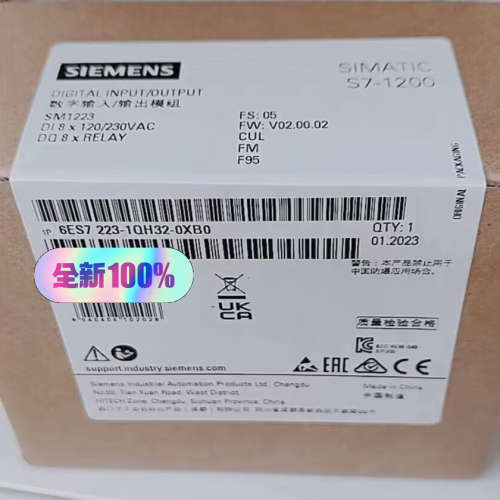 SIEMENS
SIMATIC
S7-1200
DIGITAL INPUT/OUTPUT
数字输入/输出模组
SM1223
DI 8 x 120/230VAC
DQ 8 x RELAY
FS: 05
FW: V02.00.02
CUL
FM
F95
ORIGINAL PACKAGING
1P 6ES7 223-1QH32-0XB0
QTY: 1
01.2023
全新100%
警告:本产品禁止用于
中国防爆应用场合
UK
CA
质量检验合格
EAC
support.industry.siemens.com
Made in China
中国制造
Siemens Industrial Automation Products Ltd. Chengdu
No.99, Tian Yuan Road, West District,
HITECH Zone, Chengdu, Sichuan Province, China